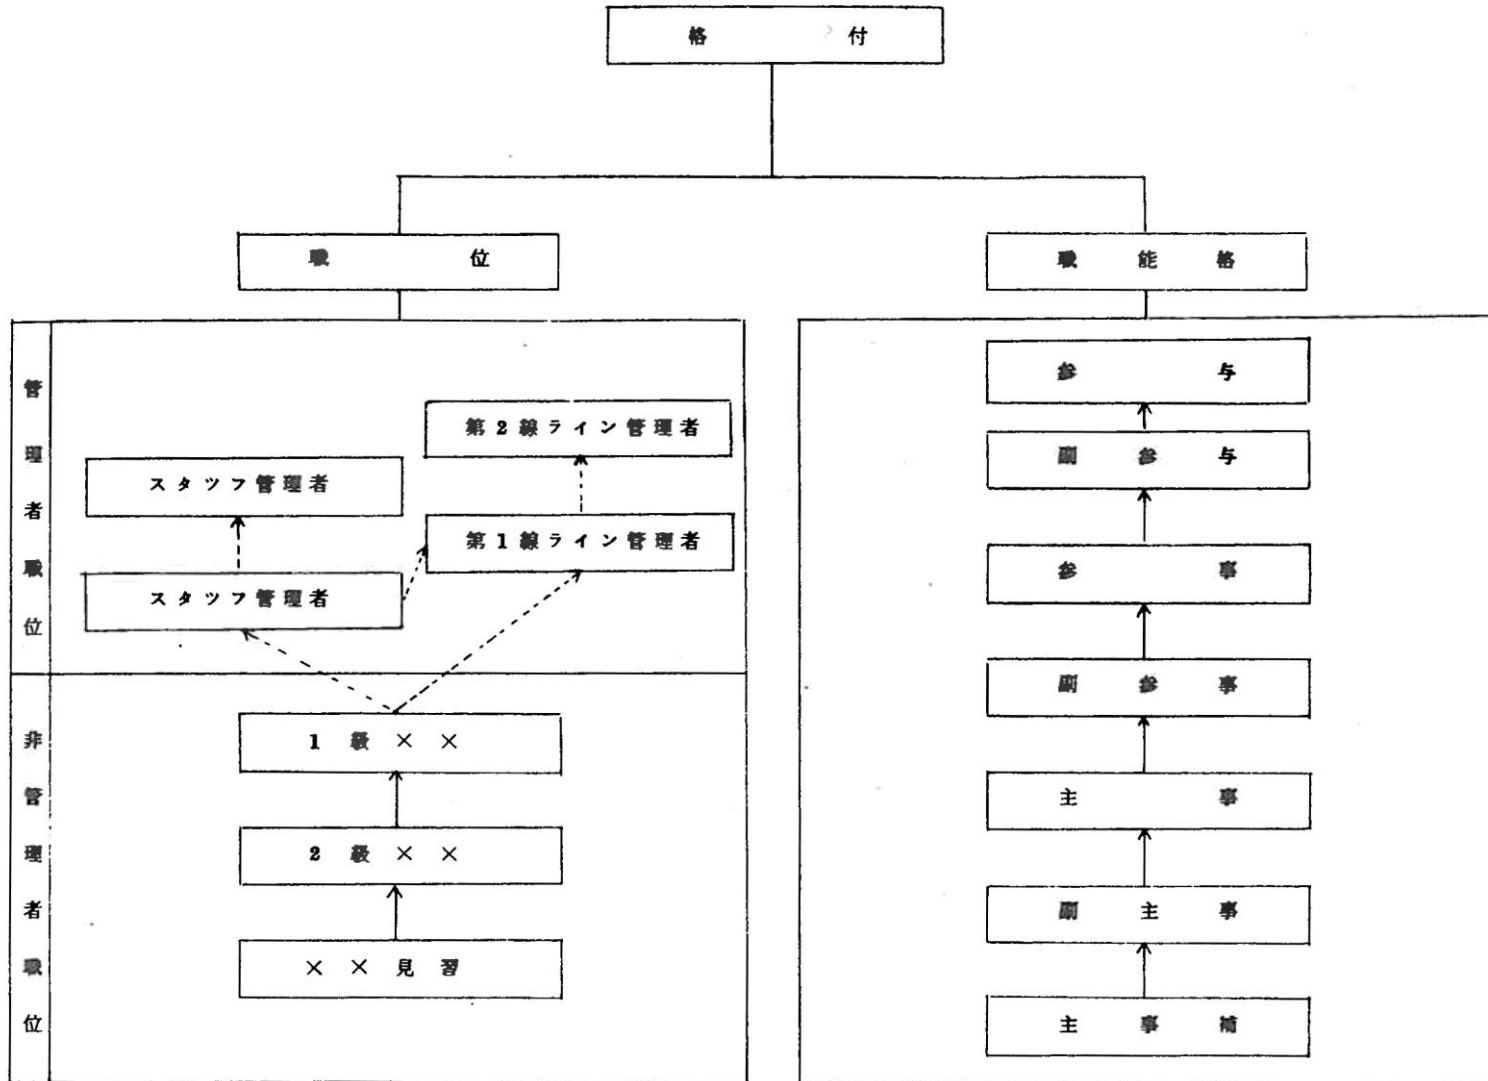 格付
職位
職能格
管理者職位
第2線ライン管理者
スタッフ管理者
第1線ライン管理者
スタッフ管理者
非管理者職位
1級××
2級××
××見習
参与
副参与
参事
副参事
主事
副主事
主事補